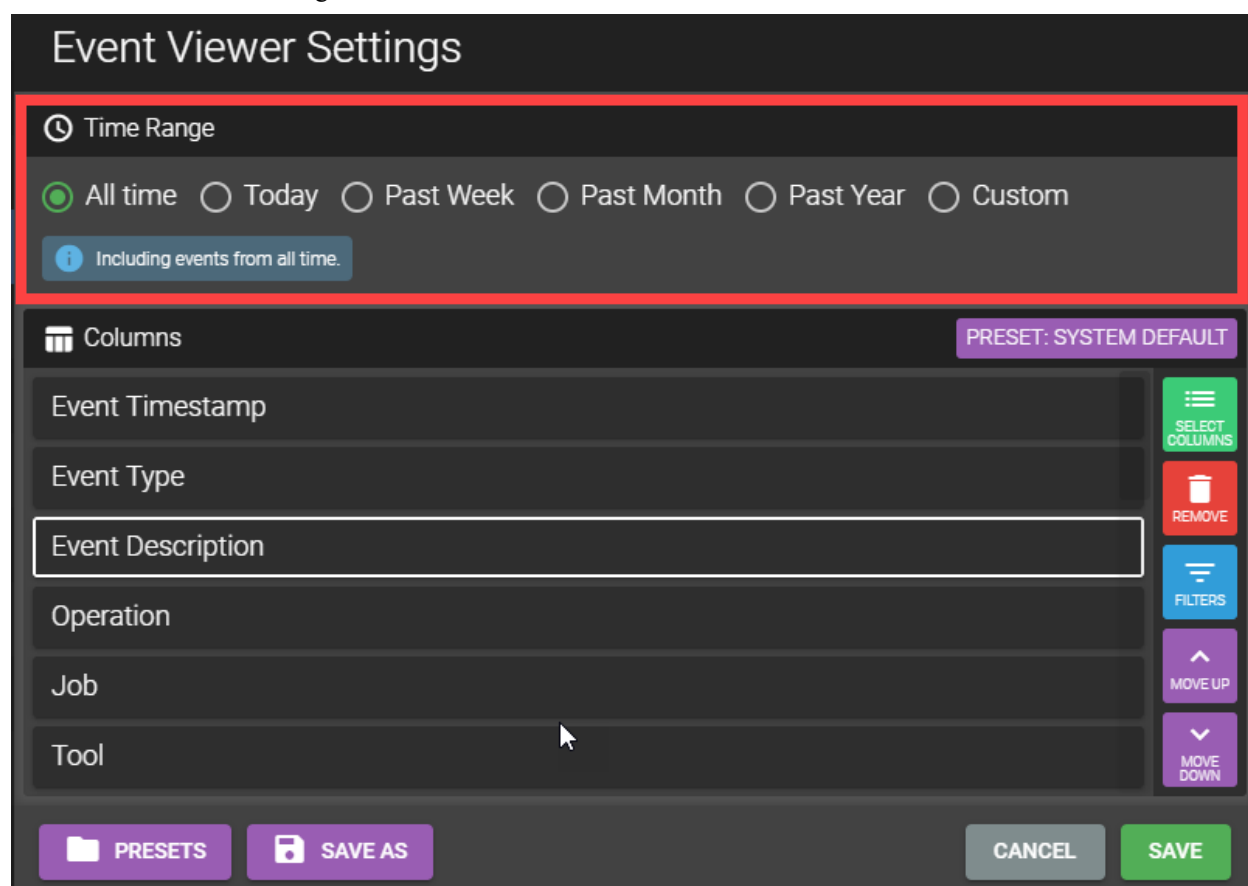 Event Viewer Settings
Time Range
All time Today Past Week Past Month Past Year Custom
i Including events from all time.
Columns PRESET: SYSTEM DEFAULT
Event Timestamp
SELECT
COLUMNS
Event Type
REMOVE
Event Description
FILTERS
Operation
Job
MOVE UP
Tool
MOVE
DOWN
PRESETS SAVE AS CANCEL SAVE